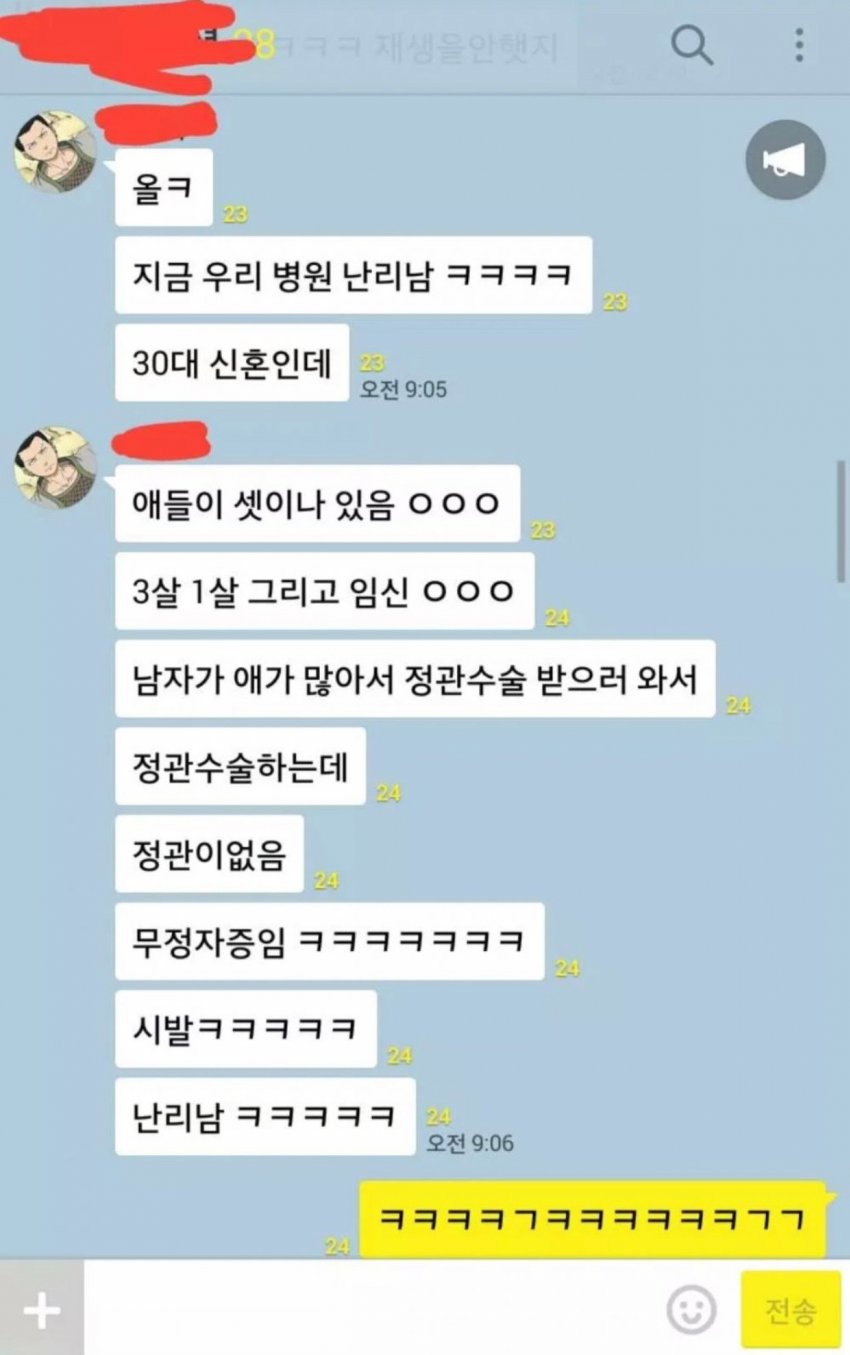 28 ㅋㅋㅋ 재생을안햇지
올ㅋ
23
지금 우리 병원 난리남 ㅋㅋㅋㅋ
23
30대 신혼인데
23
오전 9:05
애들이 셋이나 있음 ㅇㅇㅇ
23
3살 1살 그리고 임신 ㅇㅇㅇ
24
남자가 애가 많아서 정관수술 받으러 와서
24
정관수술하는데
24
정관이없음
24
무정자증임 ㅋㅋㅋㅋㅋㅋㅋ
24
시발ㅋㅋㅋㅋㅋ
24
난리남 ㅋㅋㅋㅋㅋ
24
오전 9:06
ㅋㅋㅋㅋㄱㅋㅋㅋㅋㅋㅋㄱㄱ
24
전송